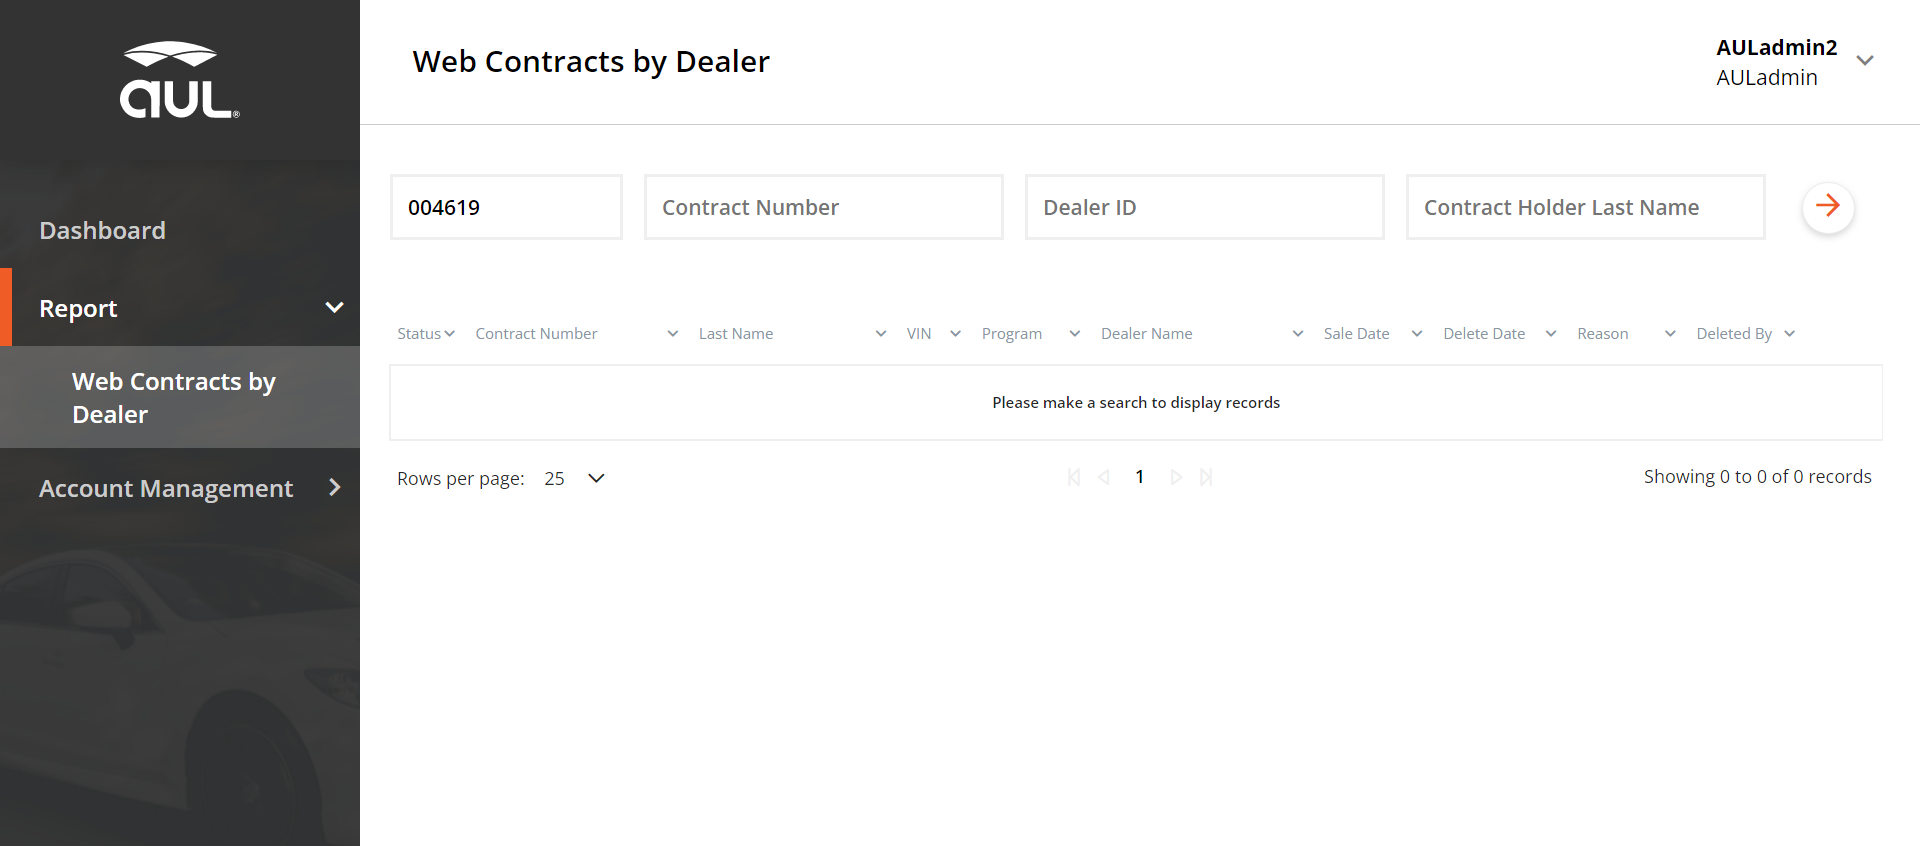 aUL®
Web Contracts by Dealer
AULadmin2
AULadmin
Dashboard
Report
Web Contracts by
Dealer
Account Management
004619
Contract Number
Dealer ID
Contract Holder Last Name
Status Contract Number Last Name VIN Program Dealer Name Sale Date Delete Date Reason Deleted By
Please make a search to display records
Rows per page: 25
1
Showing 0 to 0 of 0 records